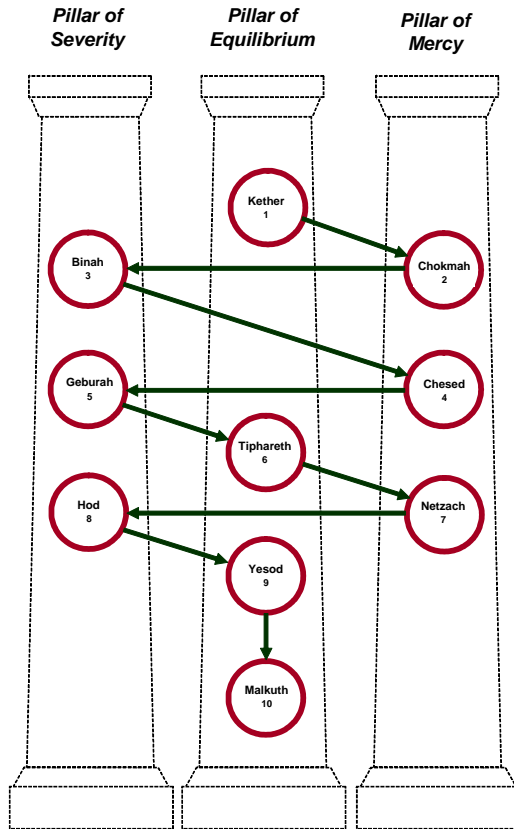 Pillar of
Severity
Pillar of
Equilibrium
Pillar of
Mercy
Kether
1
Binah
3
Chokmah
2
Geburah
5
Chesed
4
Tiphareth
6
Hod
8
Netzach
7
Yesod
9
Malkuth
10